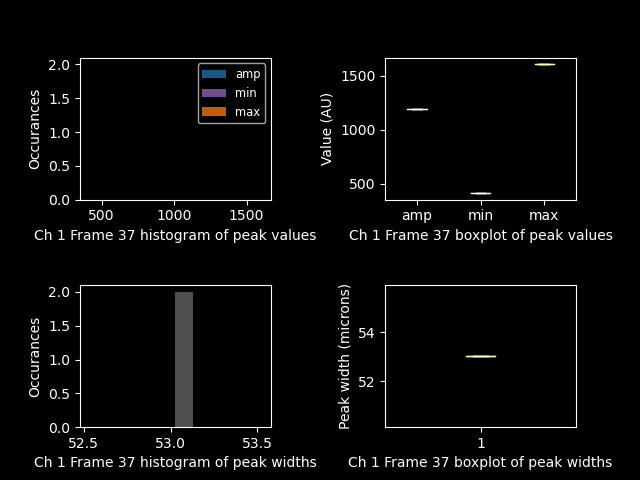 2.0
1.5
1.0
0.5
0.0
Occurances
amp
min
max
500
1000
1500
Ch 1 Frame 37 histogram of peak values
1500
1000
500
Value (AU)
amp
min
max
Ch 1 Frame 37 boxplot of peak values
2.0
1.5
1.0
0.5
0.0
Occurances
52.5
53.0
53.5
Ch 1 Frame 37 histogram of peak widths
54
52
Peak width (microns)
1
Ch 1 Frame 37 boxplot of peak widths